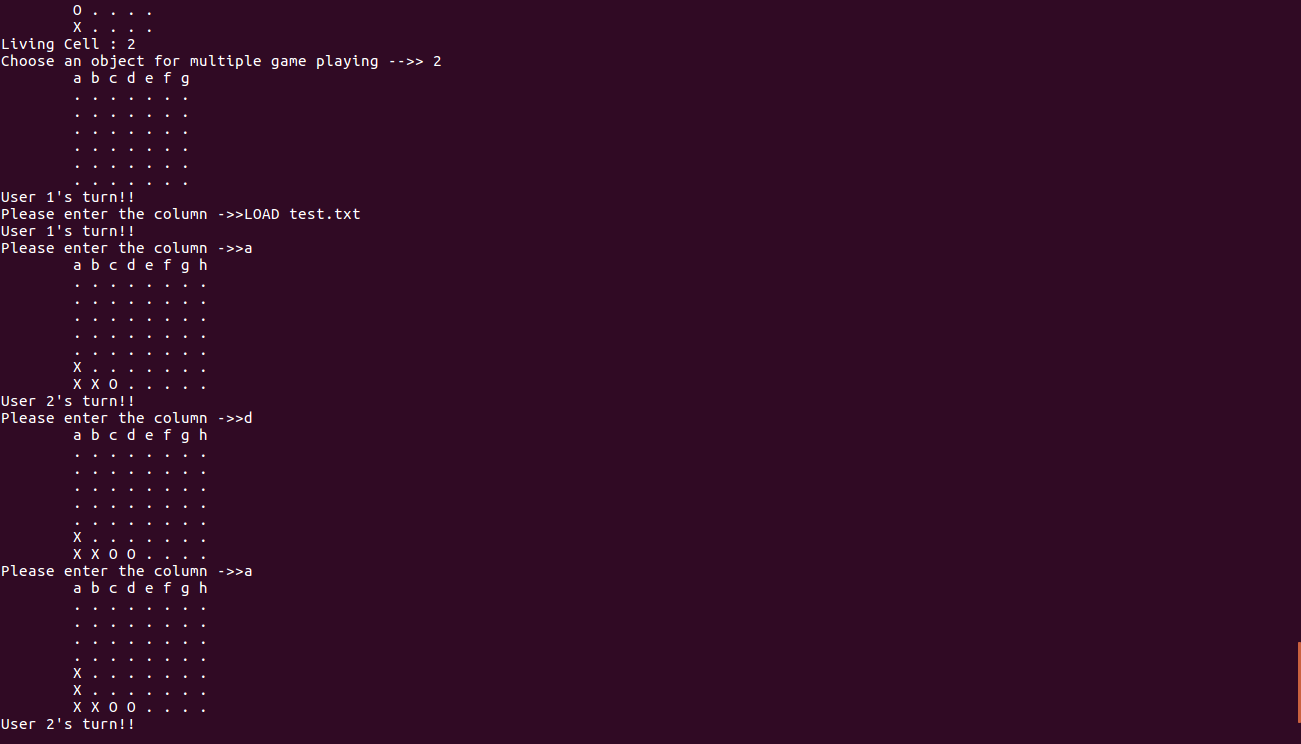 O . . . .
        X . . . .
Living Cell : 2
Choose an object for multiple game playing -->> 2
        a b c d e f g
        . . . . . . .
        . . . . . . .
        . . . . . . .
        . . . . . . .
        . . . . . . .
        . . . . . . .
User 1's turn!!
Please enter the column ->>LOAD test.txt
User 1's turn!!
Please enter the column ->>a
        a b c d e f g h
        . . . . . . . .
        . . . . . . . .
        . . . . . . . .
        . . . . . . . .
        . . . . . . . .
        X . . . . . . .
        X X O . . . . .
User 2's turn!!
Please enter the column ->>d
        a b c d e f g h
        . . . . . . . .
        . . . . . . . .
        . . . . . . . .
        . . . . . . . .
        . . . . . . . .
        X . . . . . . .
        X X O O . . . .
Please enter the column ->>a
        a b c d e f g h
        . . . . . . . .
        . . . . . . . .
        . . . . . . . .
        . . . . . . . .
        X . . . . . . .
        X . . . . . . .
        X X O O . . . .
User 2's turn!!